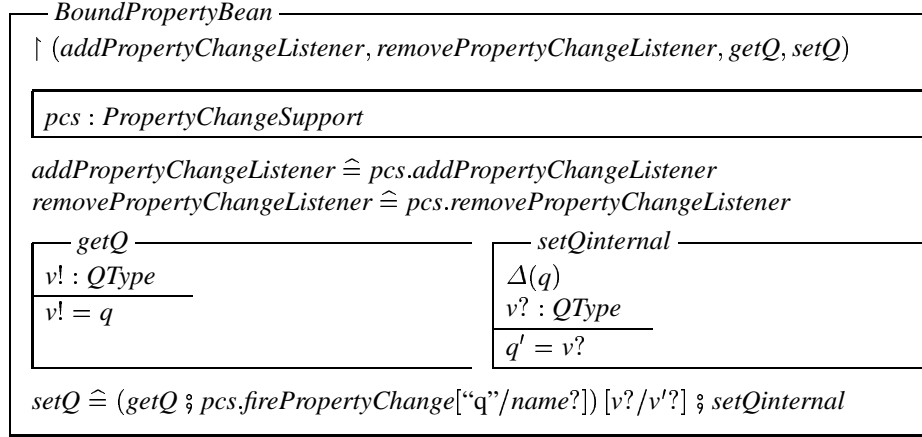 BoundPropertyBean
↾ (addPropertyChangeListener, removePropertyChangeListener, getQ, setQ)
pcs : PropertyChangeSupport
addPropertyChangeListener ≙ pcs.addPropertyChangeListener
removePropertyChangeListener ≙ pcs.removePropertyChangeListener
getQ
v! : QType
v! = q
setQinternal
Δ(q)
v? : QType
q′ = v?
setQ ≙ (getQ ⨟ pcs.firePropertyChange[“q”/name?]) [v?/v′?] ⨟ setQinternal